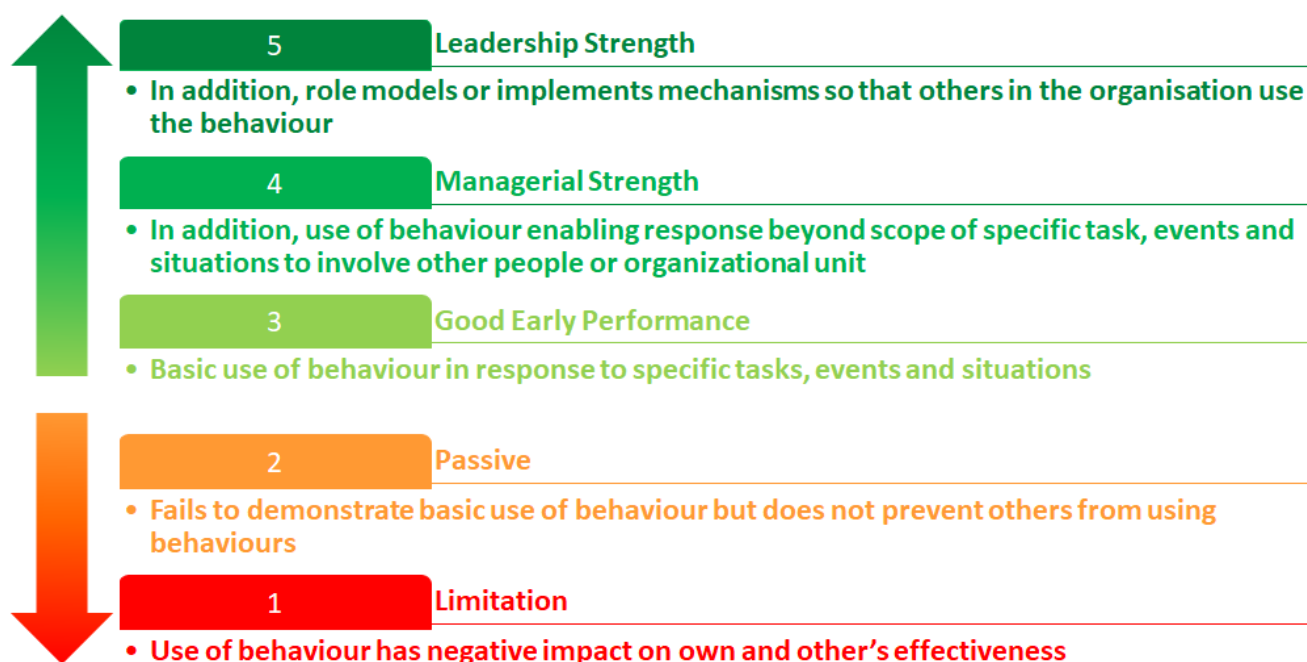 5
Leadership Strength
• In addition, role models or implements mechanisms so that others in the organisation use
the behaviour
4
Managerial Strength
• In addition, use of behaviour enabling response beyond scope of specific task, events and
situations to involve other people or organizational unit
3
Good Early Performance
• Basic use of behaviour in response to specific tasks, events and situations
2
Passive
• Fails to demonstrate basic use of behaviour but does not prevent others from using
behaviours
1
Limitation
• Use of behaviour has negative impact on own and other's effectiveness